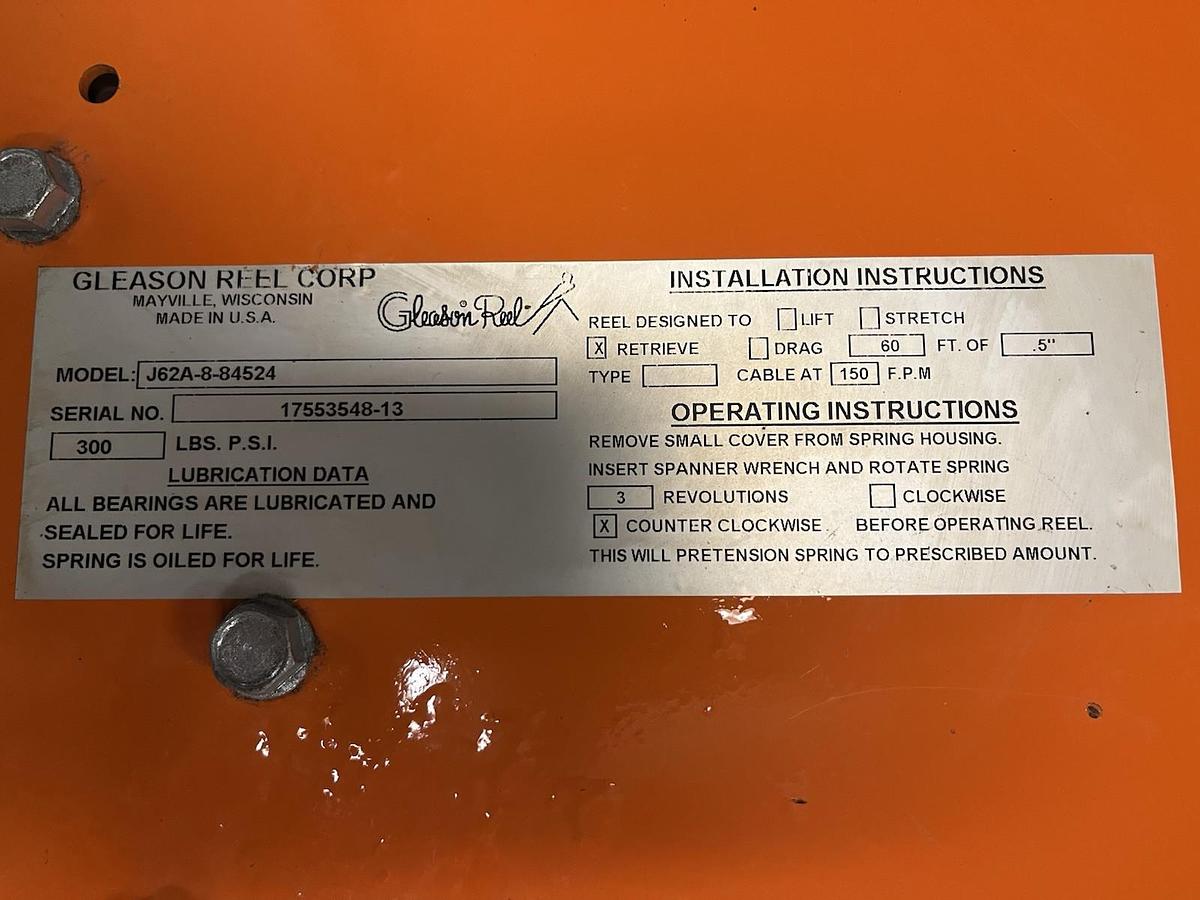 GLEASON REEL CORP
MAYVILLE, WISCONSIN
MADE IN U.S.A.
Gleason Reel
MODEL: J62A-8-84524
SERIAL NO. 17553548-13
300 LBS. P.S.I.
LUBRICATION DATA
ALL BEARINGS ARE LUBRICATED AND
SEALED FOR LIFE.
SPRING IS OILED FOR LIFE.
INSTALLATION INSTRUCTIONS
REEL DESIGNED TO LIFT STRETCH
X RETRIEVE DRAG 60 FT. OF .5"
TYPE CABLE AT 150 F.P.M
OPERATING INSTRUCTIONS
REMOVE SMALL COVER FROM SPRING HOUSING.
INSERT SPANNER WRENCH AND ROTATE SPRING
3 REVOLUTIONS CLOCKWISE
X COUNTER CLOCKWISE BEFORE OPERATING REEL.
THIS WILL PRETENSION SPRING TO PRESCRIBED AMOUNT.